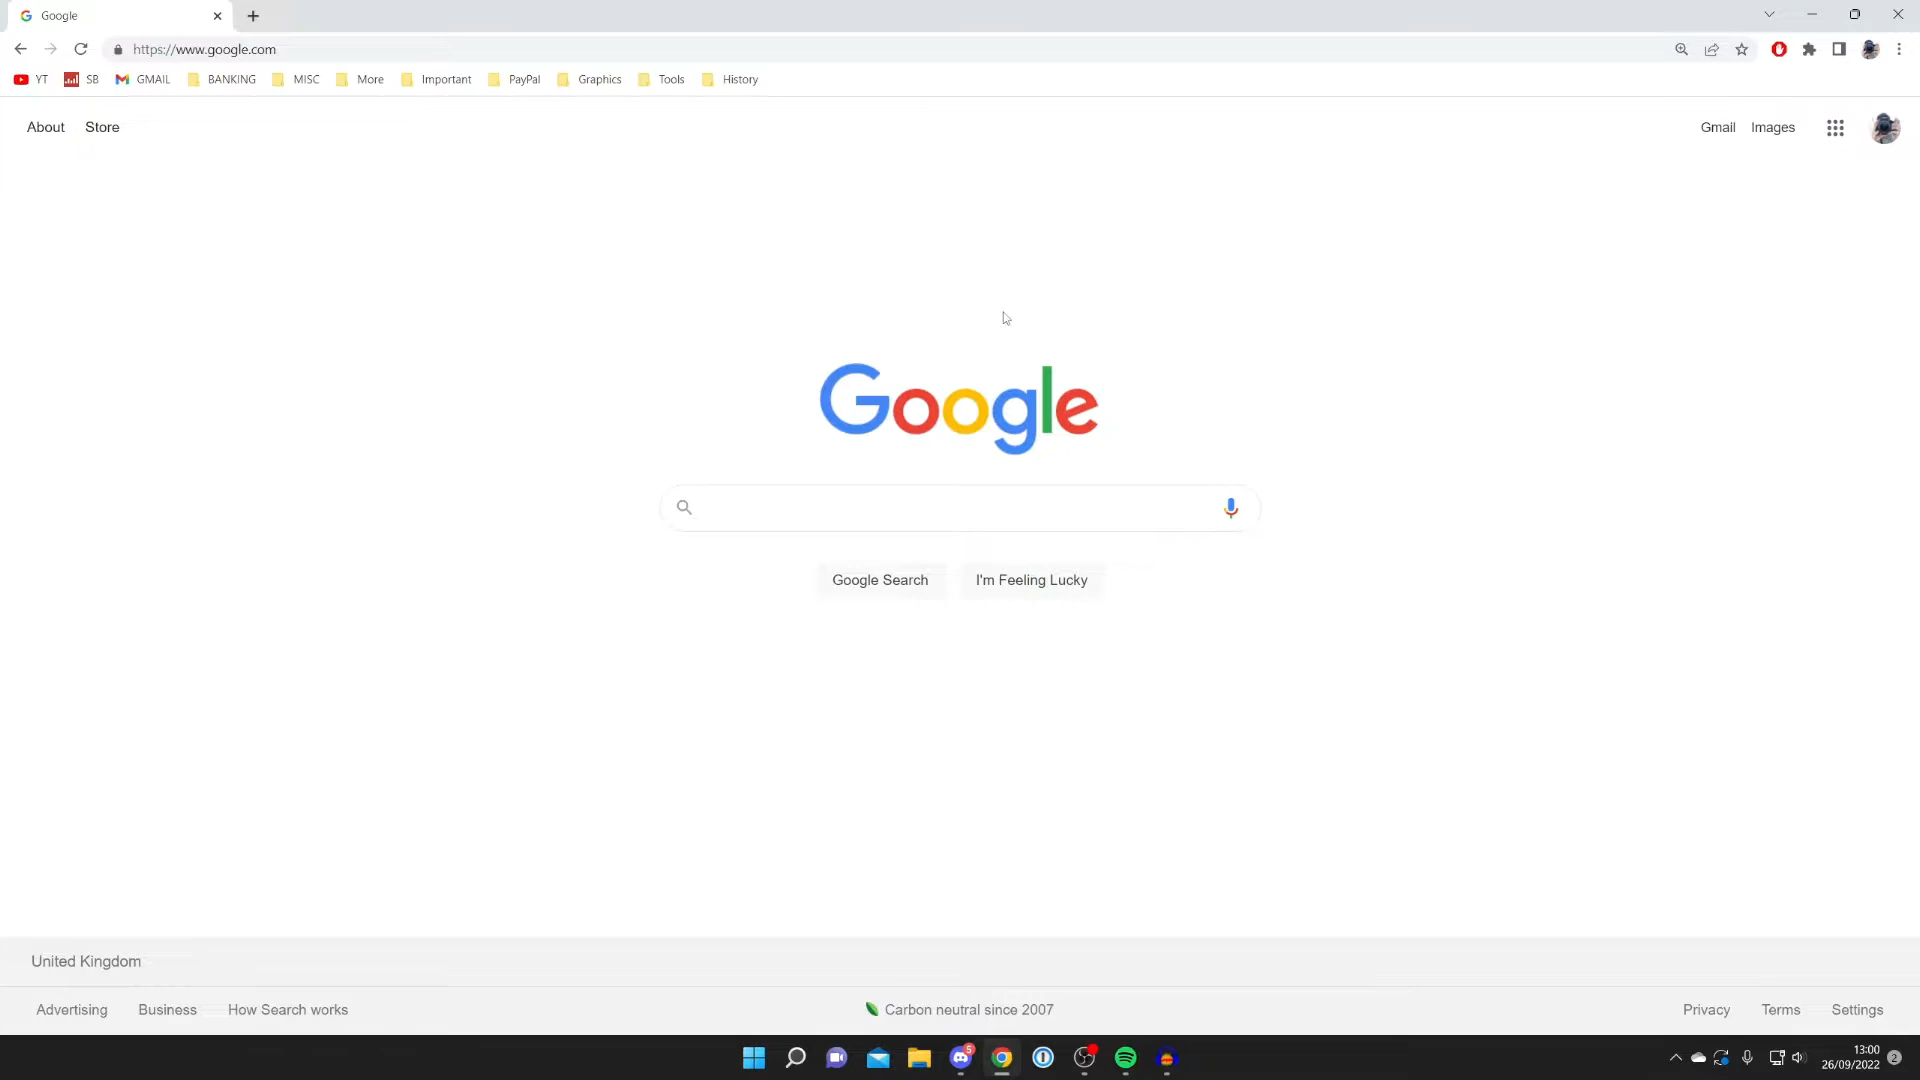 Google
https://www.google.com
YT SB GMAIL BANKING MISC More Important PayPal Graphics Tools History
About Store Gmail Images
Google
Google Search I'm Feeling Lucky
United Kingdom
Advertising Business How Search works Carbon neutral since 2007 Privacy Terms Settings
5
13:00
26/09/2022 2